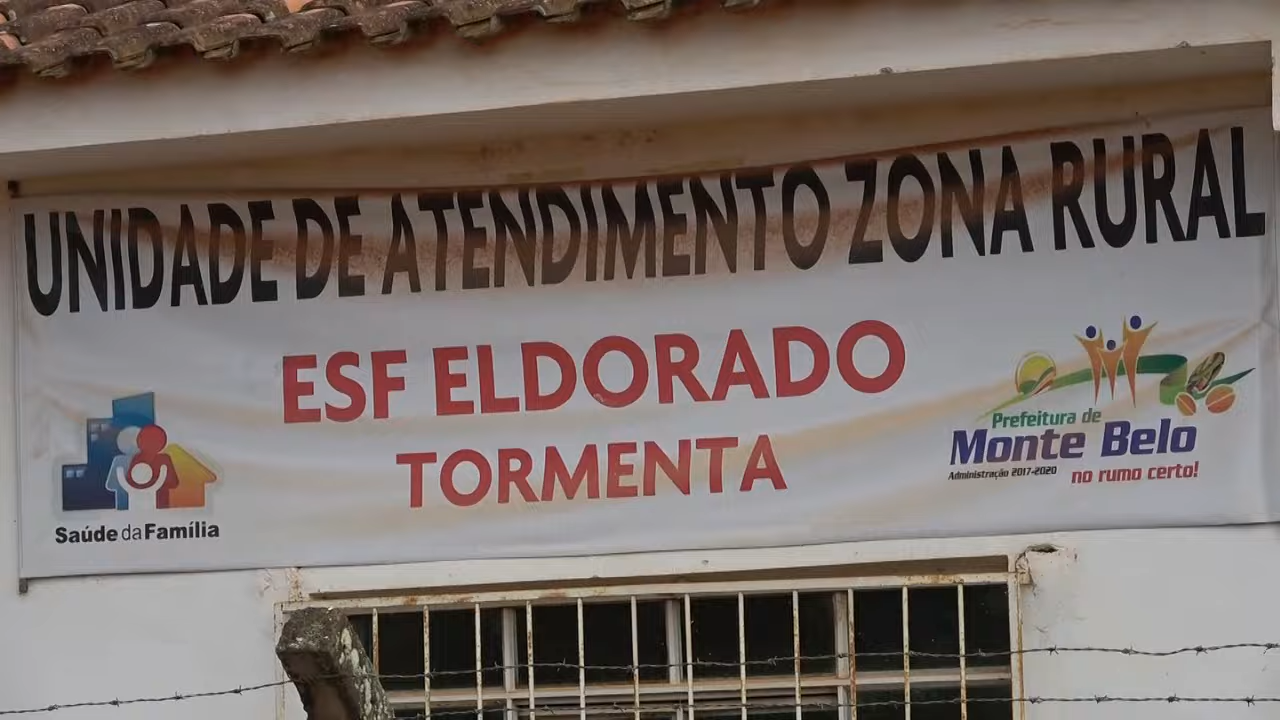 UNIDADE DE ATENDIMENTO ZONA RURAL
ESF ELDORADO
TORMENTA
Saúde da Família
Prefeitura de
Monte Belo
Administração 2017-2020
no rumo certo!